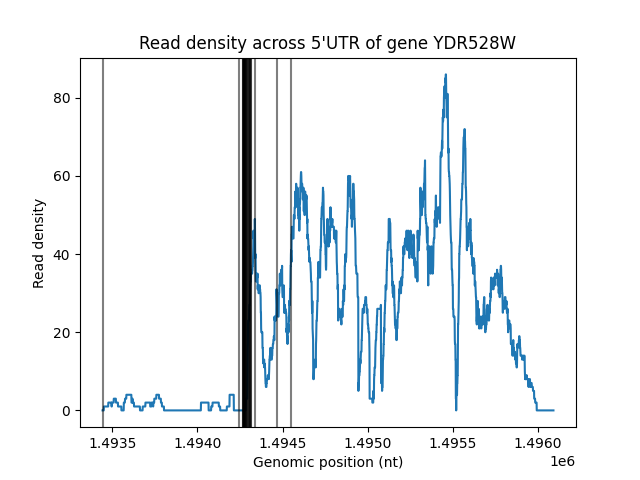 Read density across 5'UTR of gene YDR528W
Read density
80
60
40
20
0
1.4935 1.4940 1.4945 1.4950 1.4955 1.4960
1e6
Genomic position (nt)